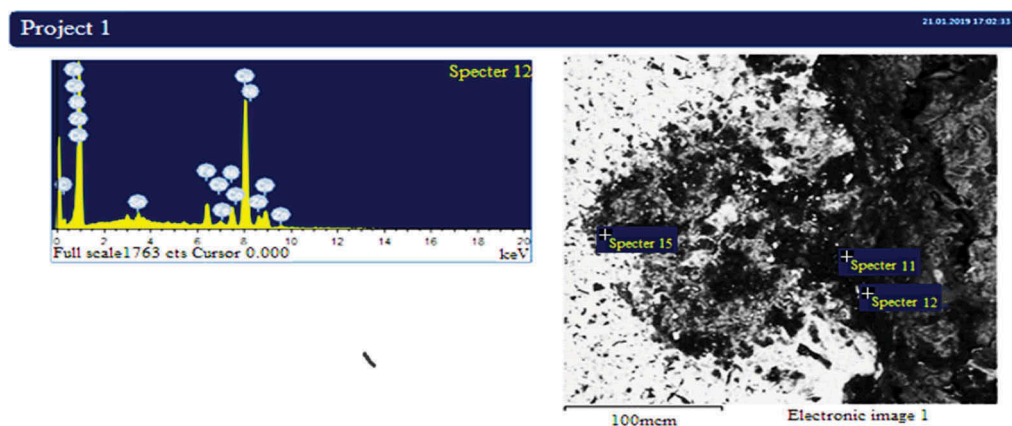 Project 1
21.01.2019 17:02:33
Specter 12
0 2 4 6 8 10 12 14 16 18 20
Full scale1763 cts Cursor 0.000 keV
Specter 15
Specter 11
Specter 12
100mcm Electronic image 1